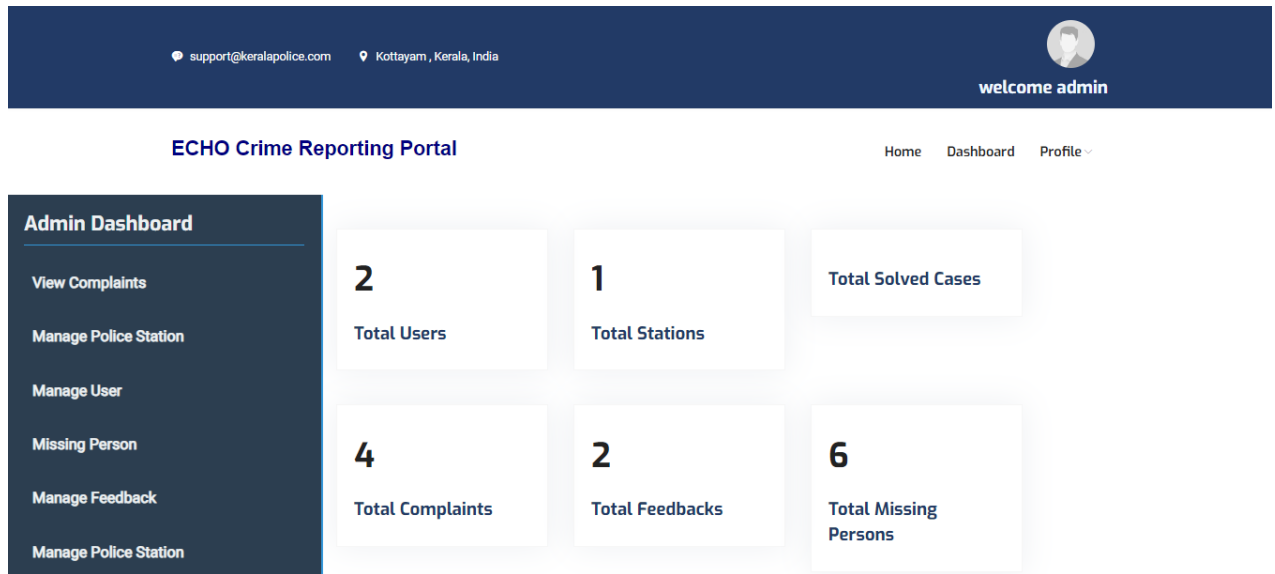 support@keralapolice.com
Kottayam , Kerala, India
welcome admin
ECHO Crime Reporting Portal
Home
Dashboard
Profile
Admin Dashboard
View Complaints
Manage Police Station
Manage User
Missing Person
Manage Feedback
Manage Police Station
2
Total Users
1
Total Stations
Total Solved Cases
4
Total Complaints
2
Total Feedbacks
6
Total Missing
Persons